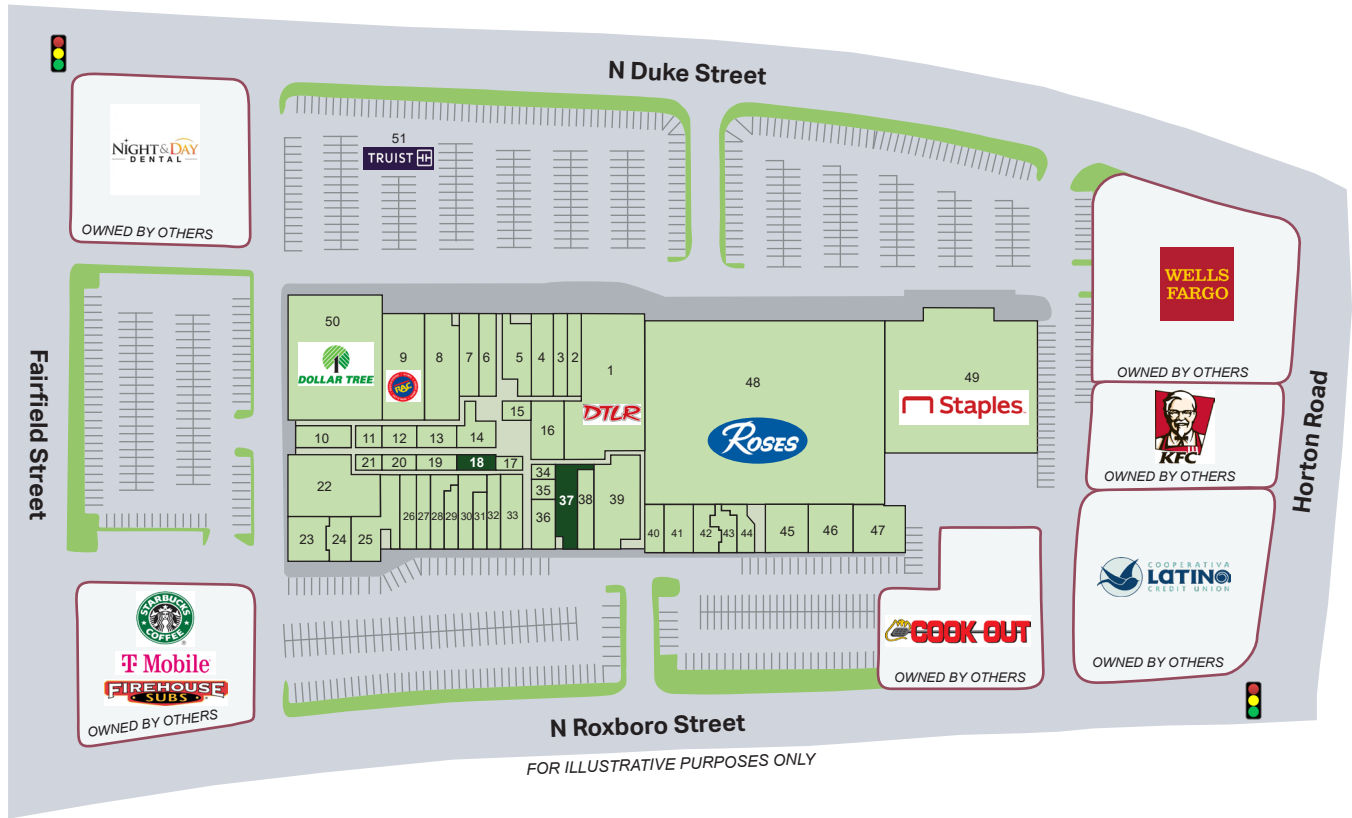 N Duke Street
NIGHT & DAY
DENTAL
OWNED BY OTHERS
51
TRUIST
WELLS
FARGO
OWNED BY OTHERS
KFC
OWNED BY OTHERS
COOPERATIVA
LATINO
CREDIT UNION
OWNED BY OTHERS
Fairfield Street
Horton Road
50
DOLLAR TREE
9
RAC
8
7
6
5
4
3
2
1
DTLR
48
ROSES
49
Staples
10
11
12
13
14
15
16
21
20
19
18
17
22
23
24
25
26
27
28
29
30
31
32
33
34
35
36
37
38
39
40
41
42
43
44
45
46
47
STARBUCKS
COFFEE
T Mobile
FIREHOUSE
SUBS
OWNED BY OTHERS
COOK OUT
OWNED BY OTHERS
N Roxboro Street
FOR ILLUSTRATIVE PURPOSES ONLY